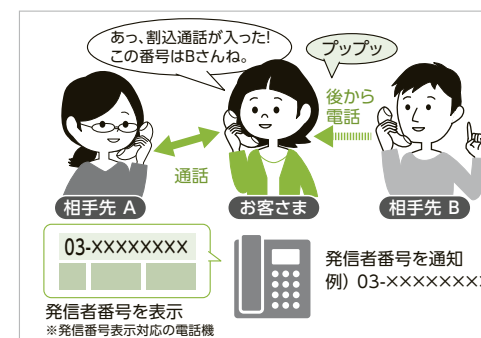 あっ、割込通話が入った!
この番号はBさんね。
プップッ
後から
電話
通話
相手先 A
お客さま
相手先 B
03-××××××××
発信者番号を表示
※発信番号表示対応の電話機
発信者番号を通知
例）03-××××××××